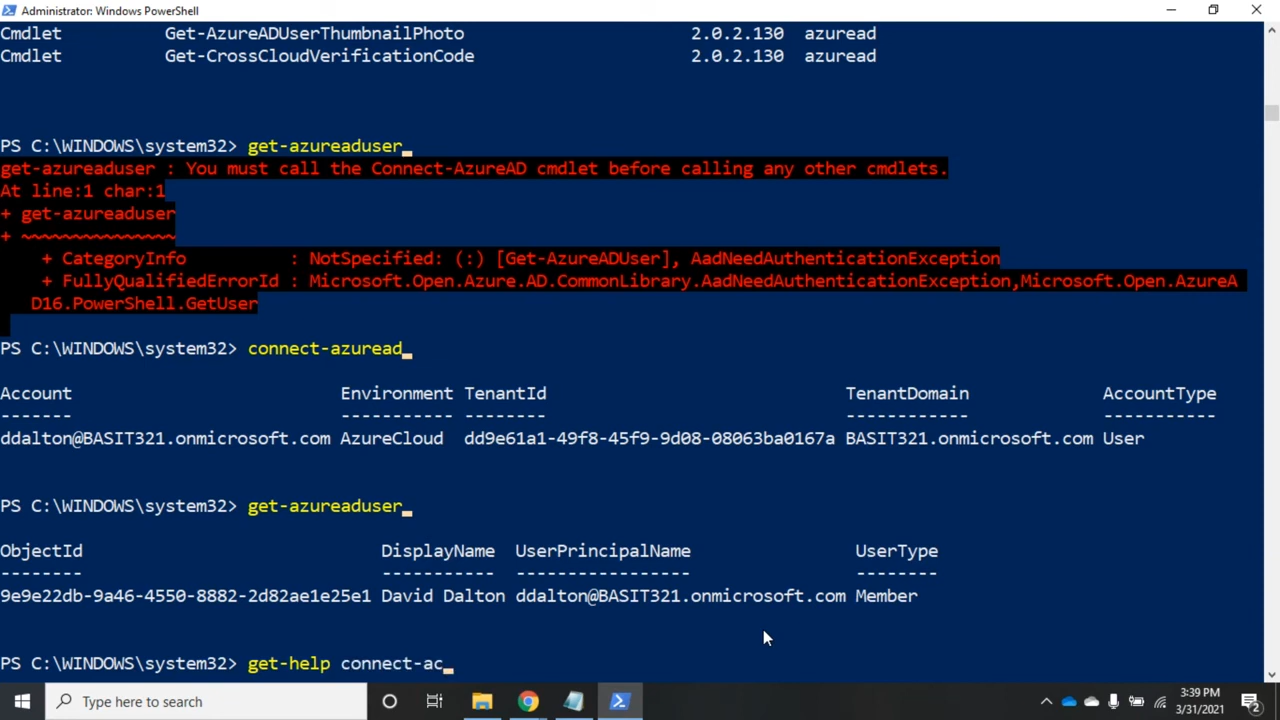 Administrator: Windows PowerShell
Cmdlet Get-AzureADUserThumbnailPhoto 2.0.2.130 azuread
Cmdlet Get-CrossCloudVerificationCode 2.0.2.130 azuread
PS C:\WINDOWS\system32> get-azureaduser
get-azureaduser : You must call the Connect-AzureAD cmdlet before calling any other cmdlets.
At line:1 char:1
+ get-azureaduser
+ ~~~~~~~~~~~~~~~
+ CategoryInfo : NotSpecified: (:) [Get-AzureADUser], AadNeedAuthenticationException
+ FullyQualifiedErrorId : Microsoft.Open.Azure.AD.CommonLibrary.AadNeedAuthenticationException,Microsoft.Open.AzureA
D16.PowerShell.GetUser
PS C:\WINDOWS\system32> connect-azuread
Account Environment TenantId TenantDomain AccountType
------- ----------- -------- ------------ -----------
ddalton@BASIT321.onmicrosoft.com AzureCloud dd9e61a1-49f8-45f9-9d08-08063ba0167a BASIT321.onmicrosoft.com User
PS C:\WINDOWS\system32> get-azureaduser
ObjectId DisplayName UserPrincipalName UserType
-------- ----------- ----------------- --------
9e9e22db-9a46-4550-8882-2d82ae1e25e1 David Dalton ddalton@BASIT321.onmicrosoft.com Member
PS C:\WINDOWS\system32> get-help connect-ac_
Type here to search
3:39 PM
3/31/2021
2